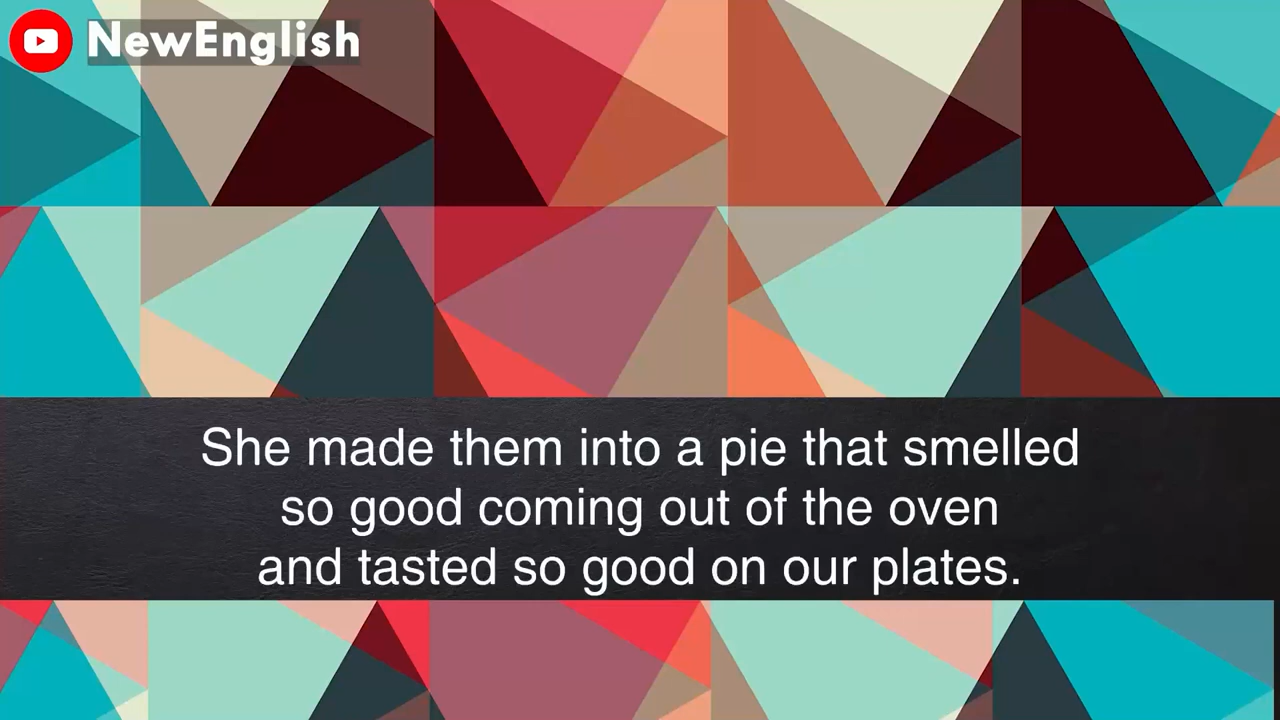 NewEnglish
She made them into a pie that smelled
so good coming out of the oven
and tasted so good on our plates.